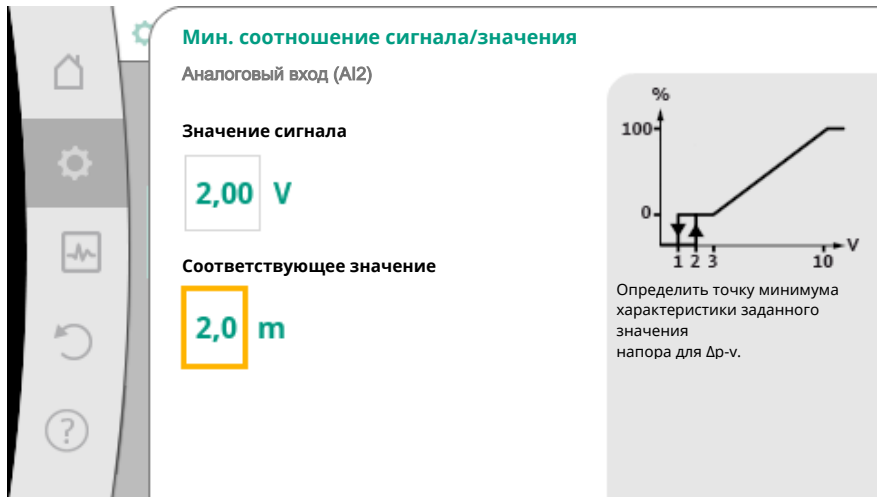 Мин. соотношение сигнала/значения
Аналоговый вход (AI2)
Значение сигнала
2,00 V
Соответствующее значение
2,0 m
%
100
0
1 2 3 10 V
Определить точку минимума
характеристики заданного
значения
напора для Δp-v.
?